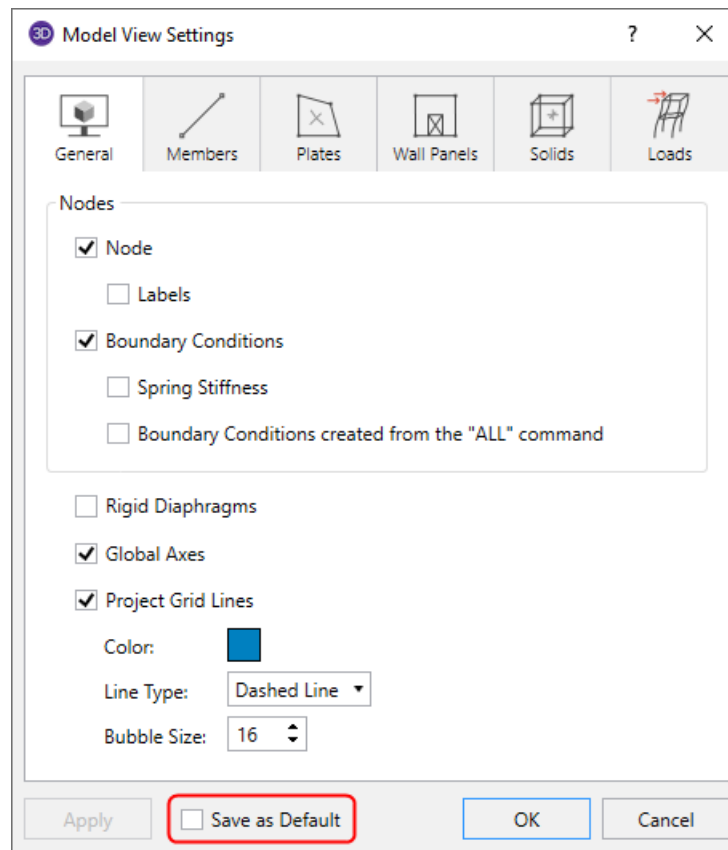 3D Model View Settings ? X
General Members Plates Wall Panels Solids Loads
Nodes
Node
Labels
Boundary Conditions
Spring Stiffness
Boundary Conditions created from the "ALL" command
Rigid Diaphragms
Global Axes
Project Grid Lines
Color:
Line Type: Dashed Line
Bubble Size: 16
Apply Save as Default OK Cancel